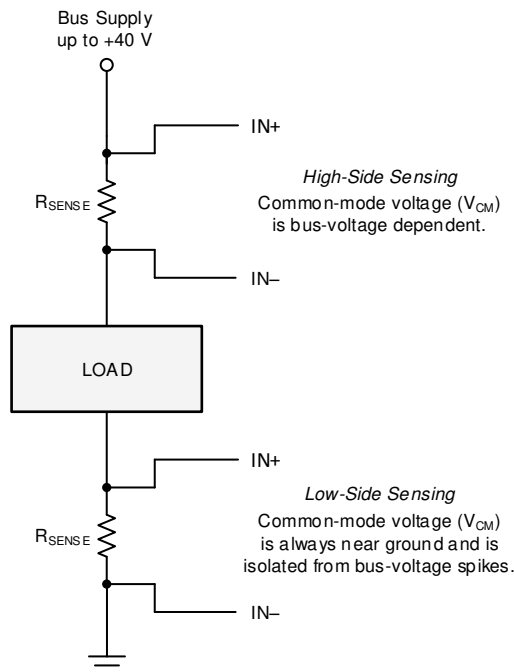 Bus Supply
up to +40 V
IN+
High-Side Sensing
Common-mode voltage (VCM)
is bus-voltage dependent.
RSENSE
IN–
LOAD
IN+
Low-Side Sensing
Common-mode voltage (VCM)
is always near ground and is
isolated from bus-voltage spikes.
RSENSE
IN–